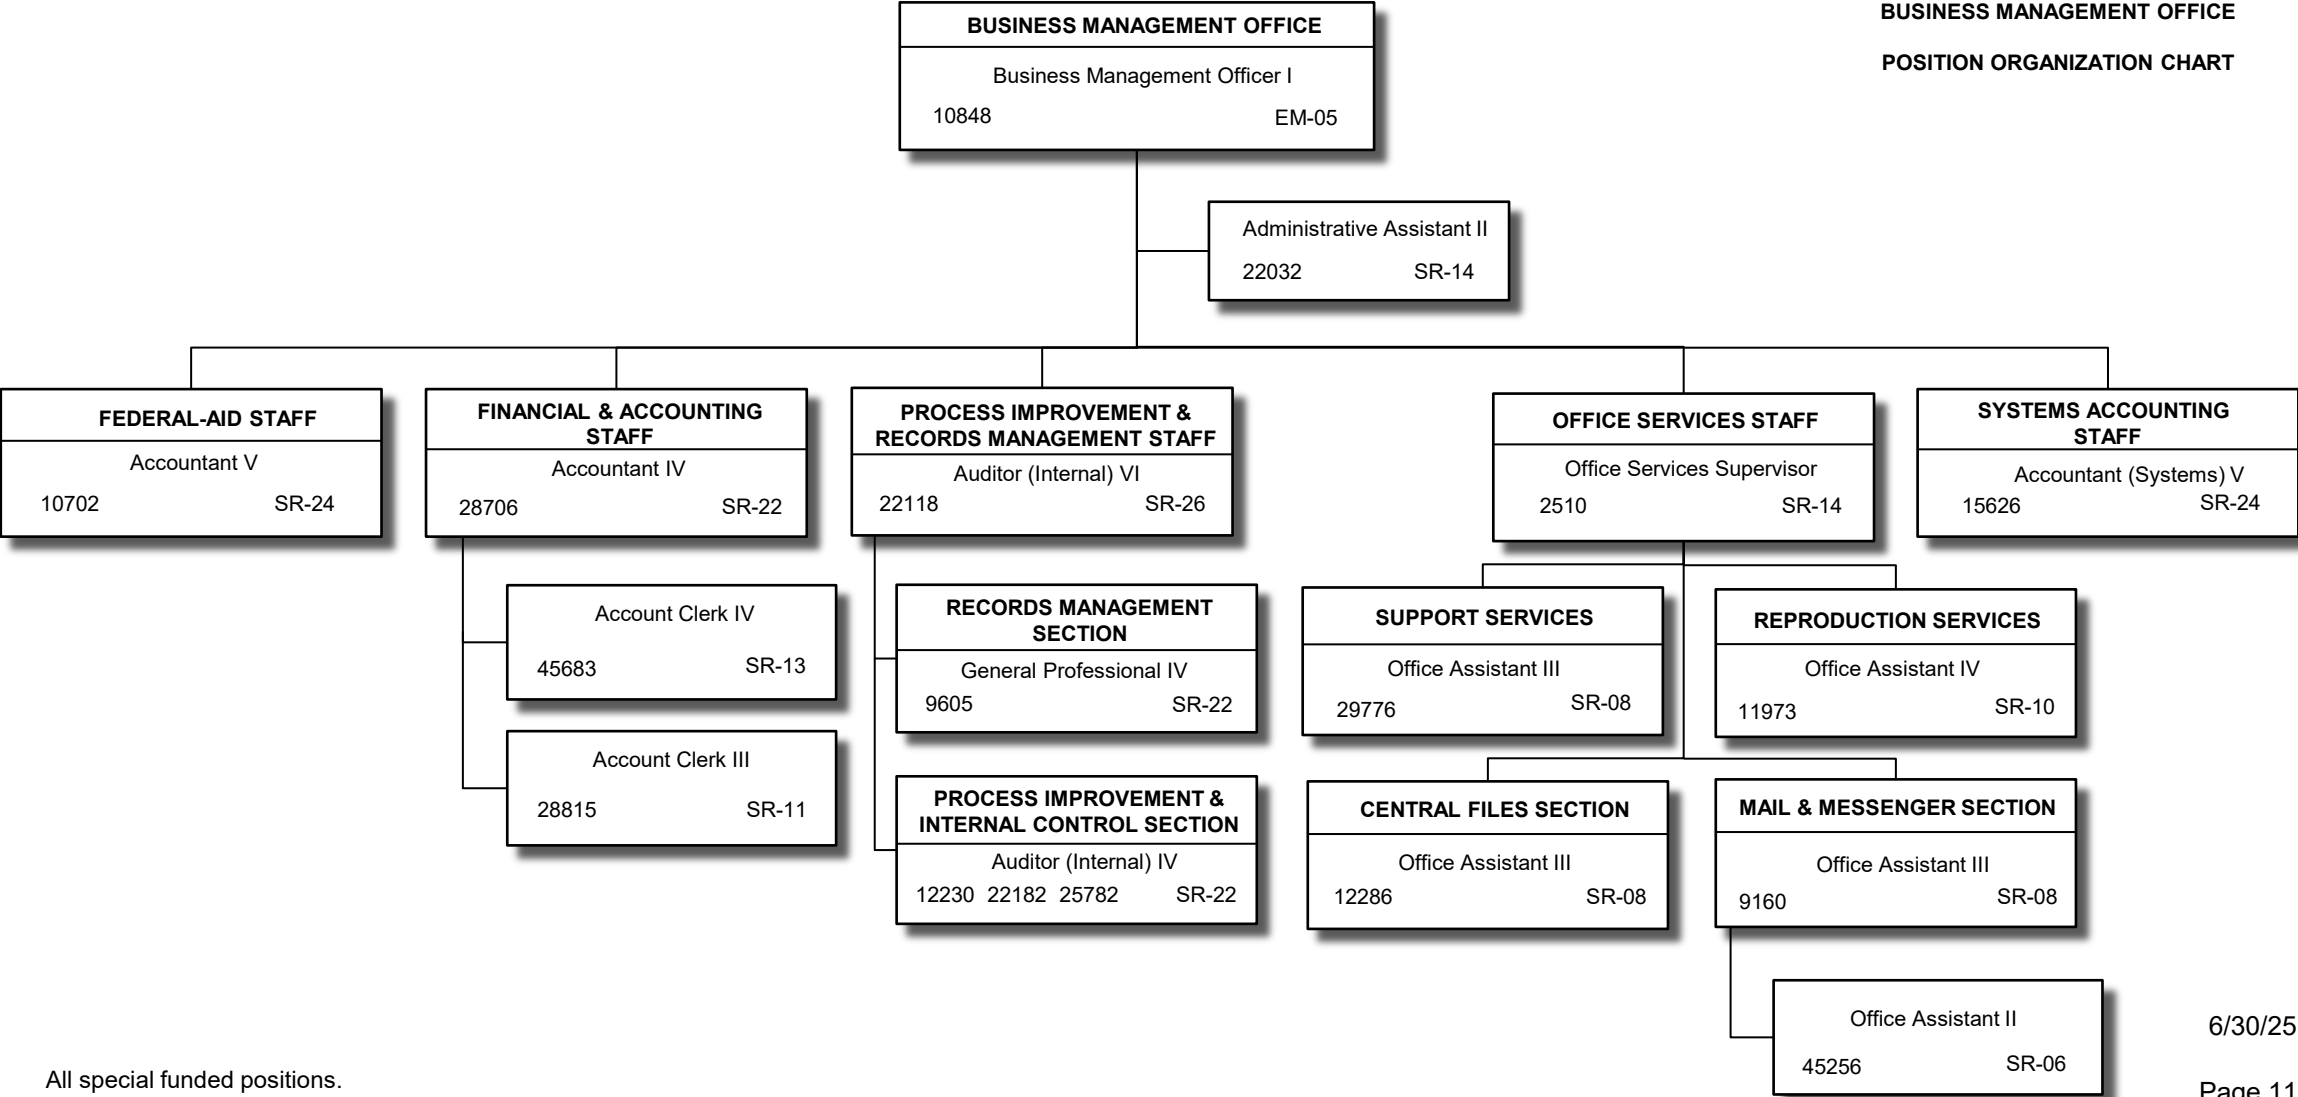 BUSINESS MANAGEMENT OFFICE
POSITION ORGANIZATION CHART
BUSINESS MANAGEMENT OFFICE
Business Management Officer I
10848 EM-05
Administrative Assistant II
22032 SR-14
FEDERAL-AID STAFF
Accountant V
10702 SR-24
FINANCIAL & ACCOUNTING
STAFF
Accountant IV
28706 SR-22
Account Clerk IV
45683 SR-13
Account Clerk III
28815 SR-11
PROCESS IMPROVEMENT &
RECORDS MANAGEMENT STAFF
Auditor (Internal) VI
22118 SR-26
RECORDS MANAGEMENT
SECTION
General Professional IV
9605 SR-22
PROCESS IMPROVEMENT &
INTERNAL CONTROL SECTION
Auditor (Internal) IV
12230 22182 25782 SR-22
OFFICE SERVICES STAFF
Office Services Supervisor
2510 SR-14
SUPPORT SERVICES
Office Assistant III
29776 SR-08
REPRODUCTION SERVICES
Office Assistant IV
11973 SR-10
CENTRAL FILES SECTION
Office Assistant III
12286 SR-08
MAIL & MESSENGER SECTION
Office Assistant III
9160 SR-08
Office Assistant II
45256 SR-06
SYSTEMS ACCOUNTING
STAFF
Accountant (Systems) V
15626 SR-24
All special funded positions.
6/30/25
Page 11